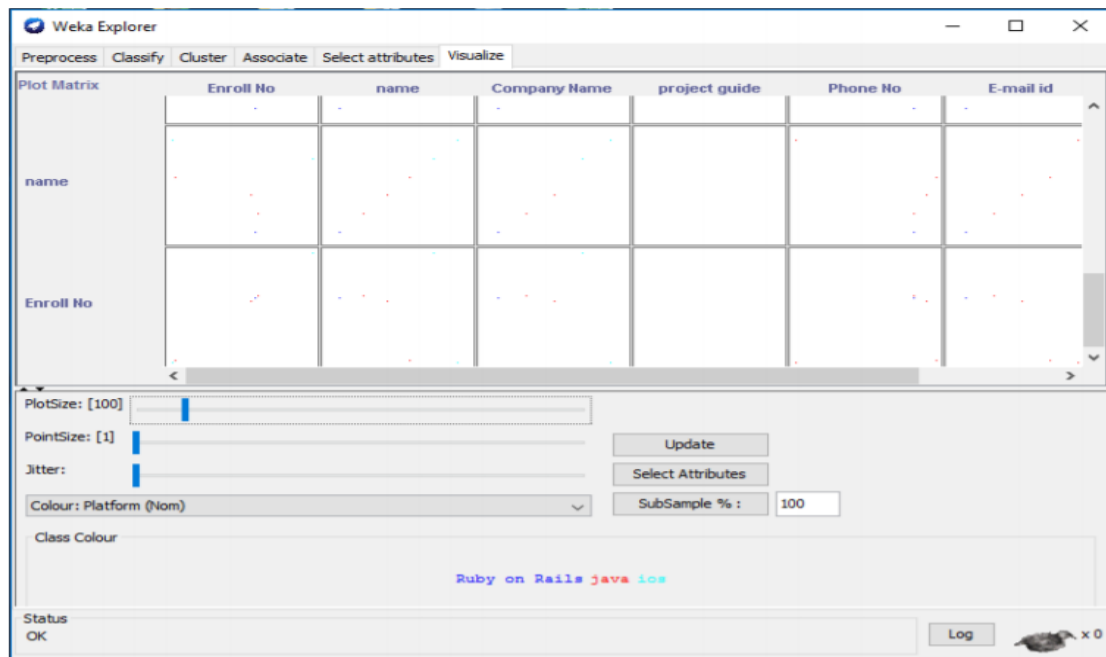 Weka Explorer
Preprocess Classify Cluster Associate Select attributes Visualize
Plot Matrix Enroll No name Company Name project guide Phone No E-mail id
name
Enroll No
PlotSize: [100]
PointSize: [1] Update
Jitter: Select Attributes
Colour: Platform (Nom) SubSample % : 100
Class Colour
Ruby on Rails java ios
Status
OK Log x 0